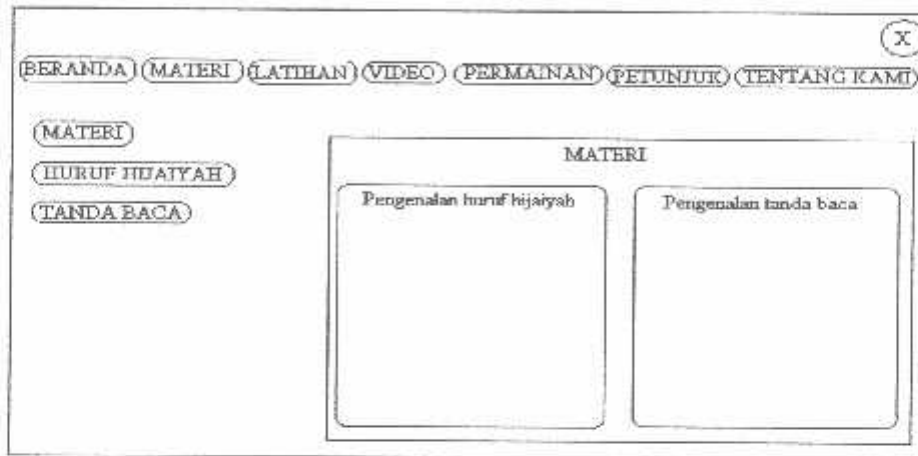 X
BERANDA MATERI LATIHAN VIDEO PERMAINAN PETUNJUK TENTANG KAMI
MATERI
HURUF HIJAIYAH
TANDA BACA
MATERI
Pengenalan huruf hijaiyah
Pengenalan tanda baca